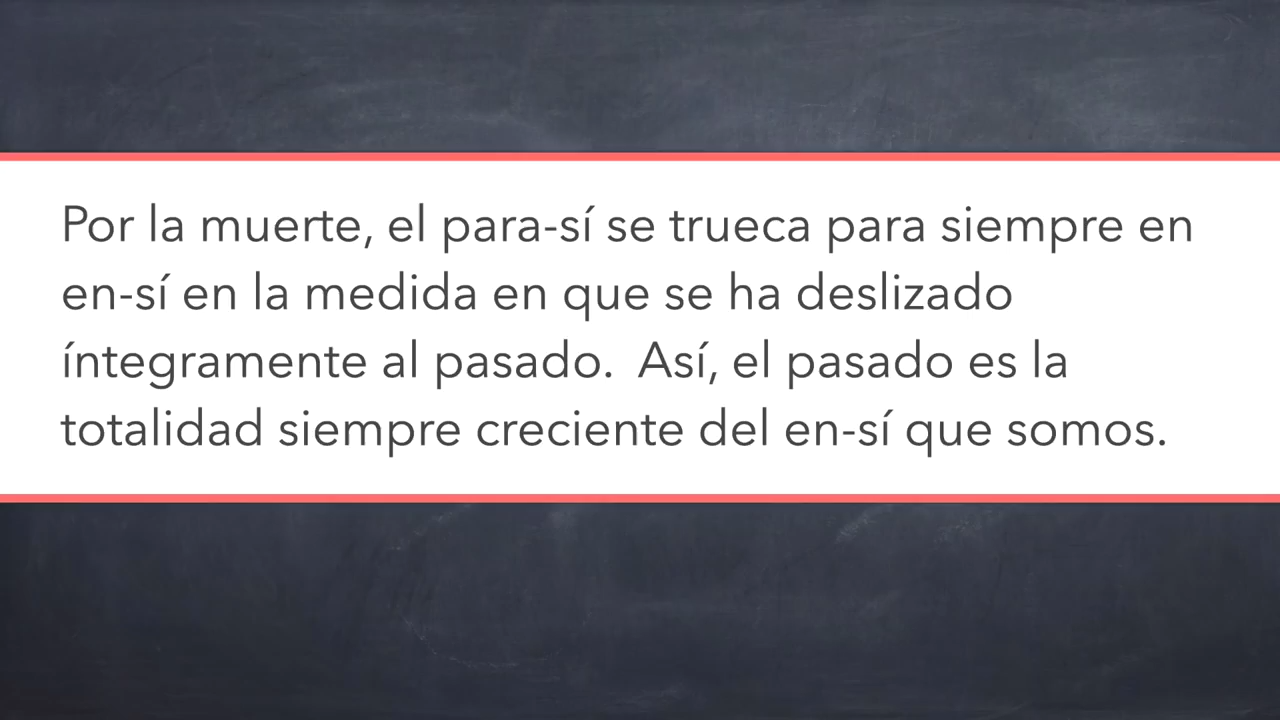 Por la muerte, el para-sí se trueca para siempre en
en-sí en la medida en que se ha deslizado
íntegramente al pasado.  Así, el pasado es la
totalidad siempre creciente del en-sí que somos.